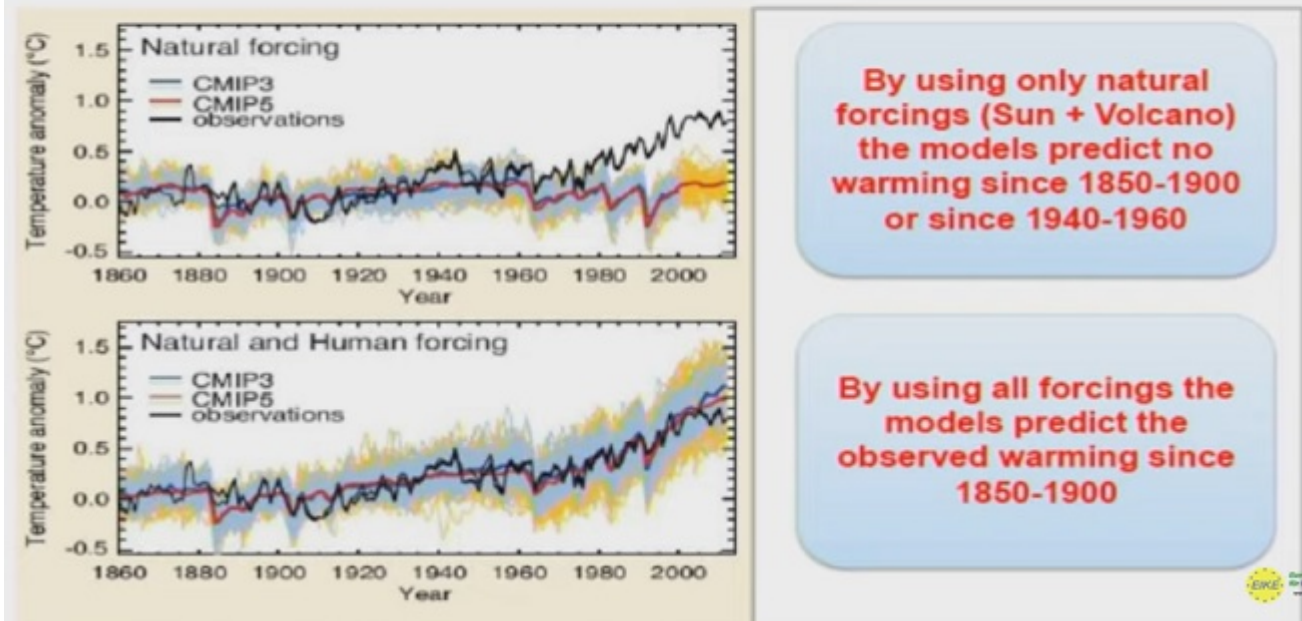 Natural forcing
CMIP3
CMIP5
observations
Temperature anomaly (°C)
1.5
1.0
0.5
0.0
-0.5
1860 1880 1900 1920 1940 1960 1980 2000
Year
Natural and Human forcing
CMIP3
CMIP5
observations
Temperature anomaly (°C)
1.5
1.0
0.5
0.0
-0.5
1860 1880 1900 1920 1940 1960 1980 2000
Year
By using only natural
forcings (Sun + Volcano)
the models predict no
warming since 1850-1900
or since 1940-1960
By using all forcings the
models predict the
observed warming since
1850-1900
EIKE